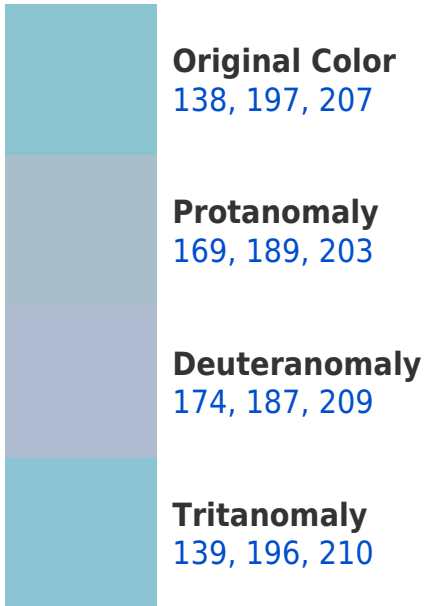 Original Color
138, 197, 207
Protanomaly
169, 189, 203
Deuteranomaly
174, 187, 209
Tritanomaly
139, 196, 210